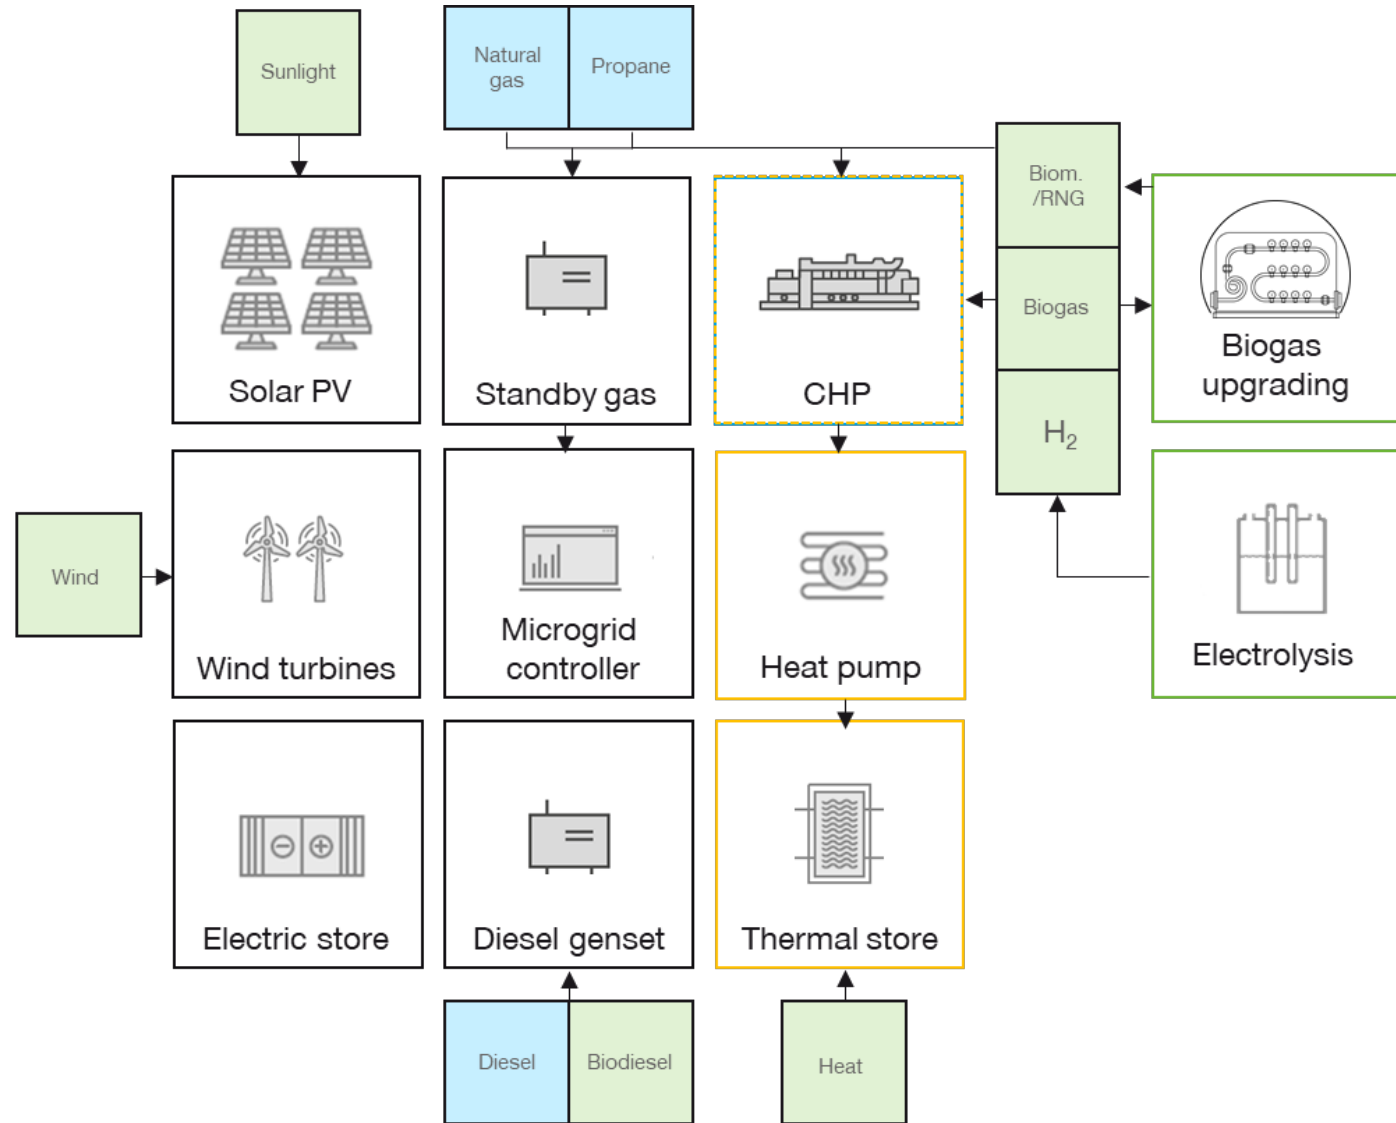 Sunlight
Natural
gas
Propane
Biom.
/RNG
Biogas
H₂
Solar PV
Standby gas
CHP
Biogas
upgrading
Wind
Wind turbines
Microgrid
controller
Heat pump
Electrolysis
Electric store
Diesel genset
Thermal store
Diesel
Biodiesel
Heat